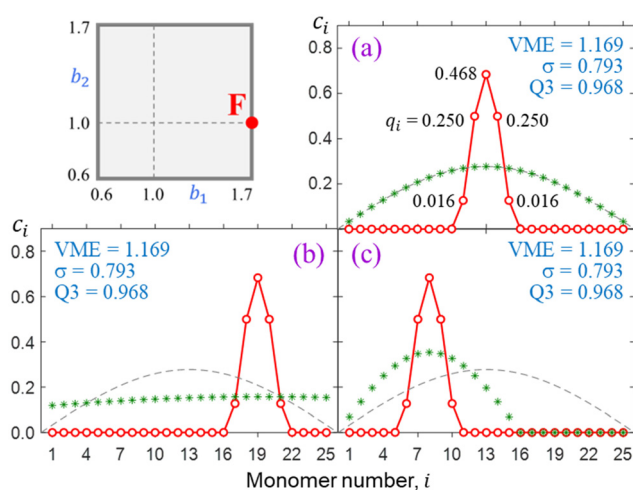 1.7
b₂
1.0
0.6
F
0.6 1.0 b₁ 1.7
cᵢ
0.8
0.6
0.4
0.2
(a)
VME = 1.169
σ = 0.793
Q3 = 0.968
0.468
qᵢ = 0.250 0.250
0.016 0.016
cᵢ
0.8
0.6
0.4
0.2
0.0
VME = 1.169
σ = 0.793
Q3 = 0.968
(b)
(c)
VME = 1.169
σ = 0.793
Q3 = 0.968
1 4 7 10 13 16 19 22 25
1 4 7 10 13 16 19 22 25
Monomer number, i